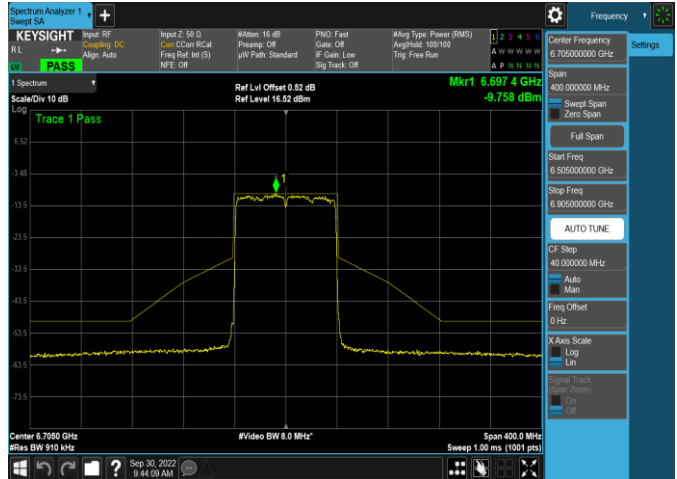 Spectrum Analyzer 1
Swept SA
+
Frequency
KEYSIGHT
RL
PASS
Input: RF
Coupling: DC
Align: Auto
Input Z: 50 Ω
Corr CCorr RCal
Freq Ref: Int (S)
NFE: Off
#Atten: 16 dB
Preamp: Off
µW Path: Standard
PNO: Fast
Gate: Off
IF Gain: Low
Sig Track: Off
#Avg Type: Power (RMS)
Avg|Hold: 100/100
Trig: Free Run
1 2 3 4 5 6
A W W W W W
A P N N N N
1 Spectrum
Scale/Div 10 dB
Log
Ref Lvl Offset 0.52 dB
Ref Level 16.52 dBm
Mkr1 6.697 4 GHz
-9.758 dBm
Trace 1 Pass
1
6.52
-3.48
-13.5
-23.5
-33.5
-43.5
-53.5
-63.5
-73.5
Center 6.7050 GHz
#Res BW 910 kHz
#Video BW 8.0 MHz*
Span 400.0 MHz
Sweep 1.00 ms (1001 pts)
?
Sep 30, 2022
9:44:09 AM
Center Frequency
6.705000000 GHz
Span
400.000000 MHz
Swept Span
Zero Span
Full Span
Start Freq
6.505000000 GHz
Stop Freq
6.905000000 GHz
AUTO TUNE
CF Step
40.000000 MHz
Auto
Man
Freq Offset
0 Hz
X Axis Scale
Log
Lin
Signal Track
(Span Zoom)
On
Off
Settings